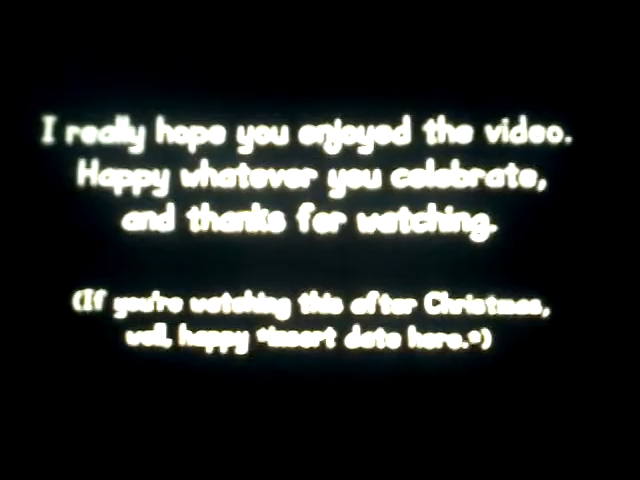 I really hope you enjoyed the video.
Happy whatever you celebrate,
and thanks for watching.
(If you're watching this after Christmas,
well, happy *insert date here.*)